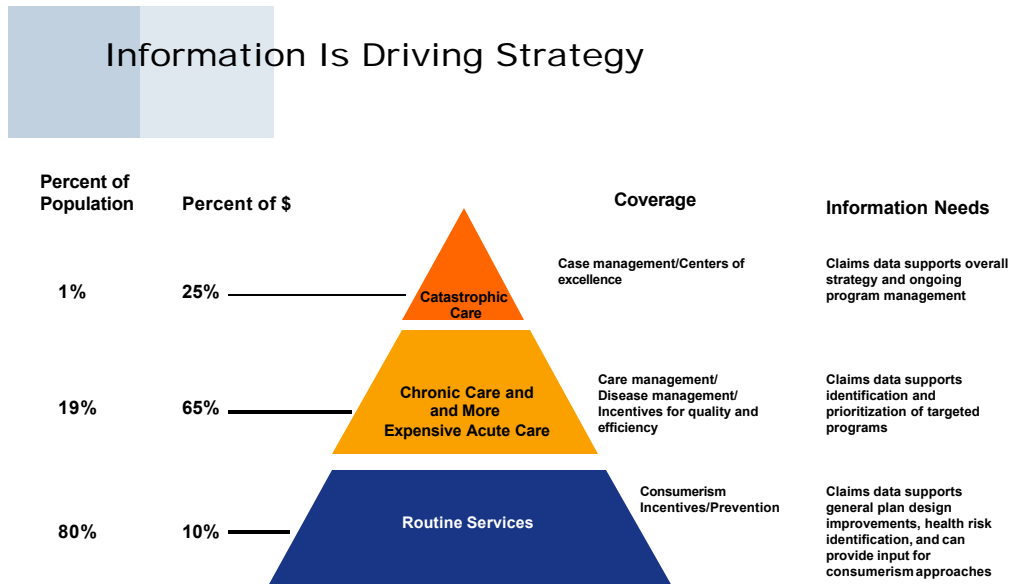 Information Is Driving Strategy
Percent of
Population
Percent of $
Coverage
Information Needs
1%
25%
Catastrophic
Care
Case management/Centers of
excellence
Claims data supports overall
strategy and ongoing
program management
19%
65%
Chronic Care and
and More
Expensive Acute Care
Care management/
Disease management/
Incentives for quality and
efficiency
Claims data supports
identification and
prioritization of targeted
programs
80%
10%
Routine Services
Consumerism
Incentives/Prevention
Claims data supports
general plan design
improvements, health risk
identification, and can
provide input for
consumerism approaches